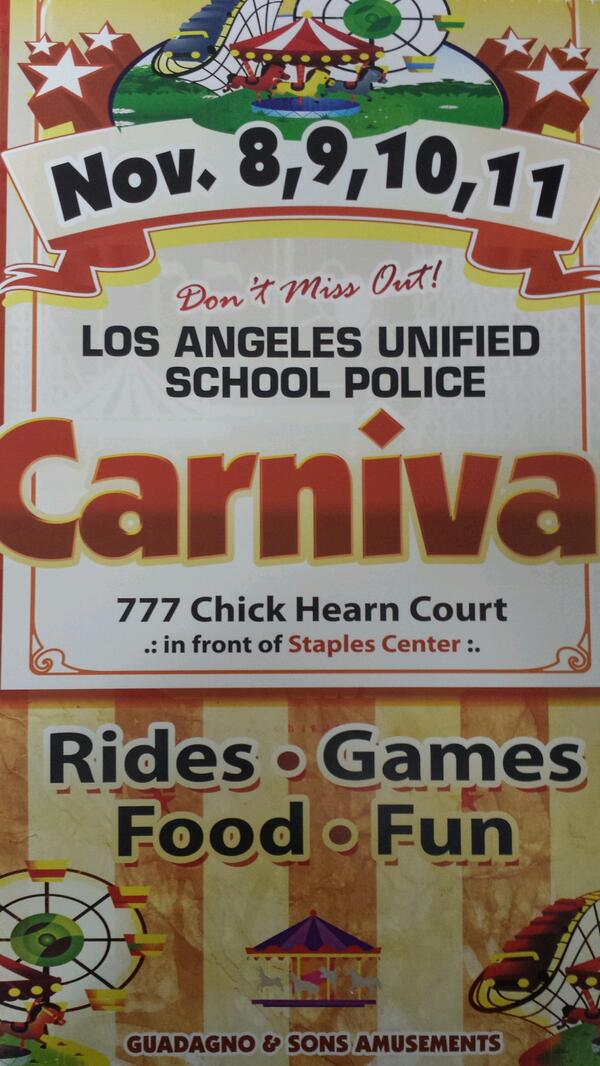 Nov. 8,9,10,11
Don't Miss Out!
LOS ANGELES UNIFIED
SCHOOL POLICE
Carniva
777 Chick Hearn Court
.: in front of Staples Center :.
Rides • Games
Food • Fun
GUADAGNO & SONS AMUSEMENTS